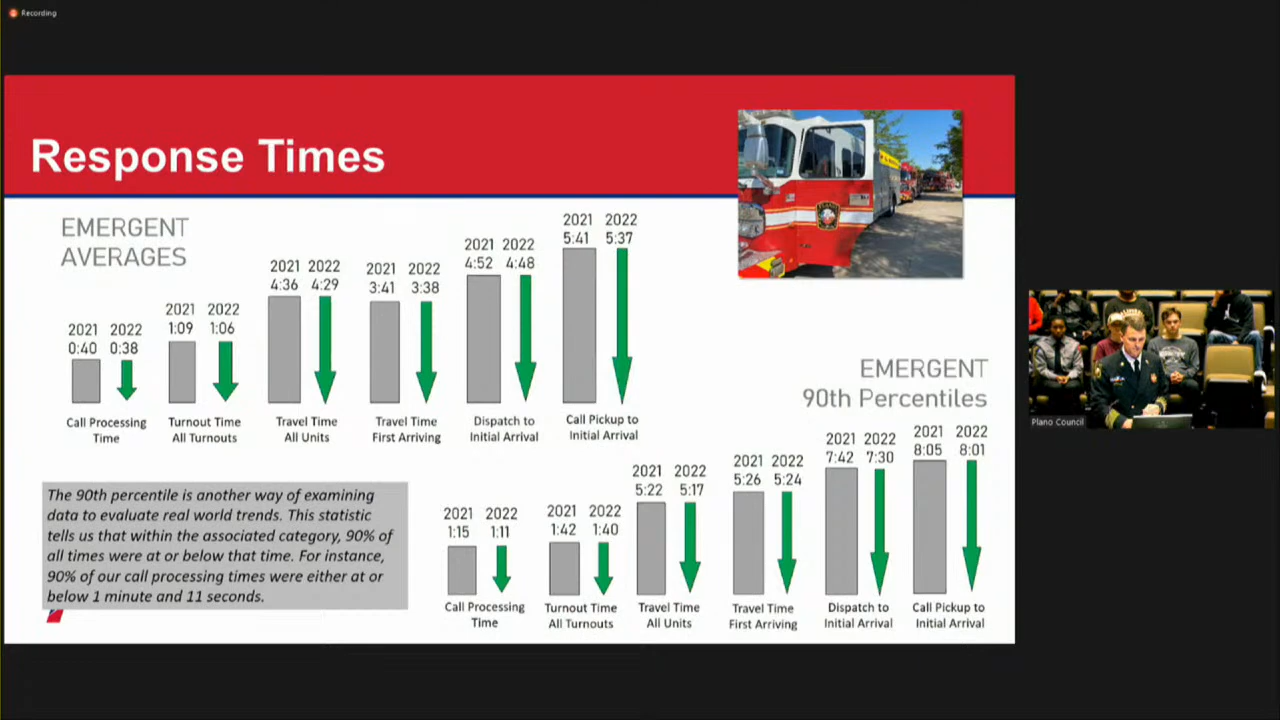 Recording
Response Times
EMERGENT
AVERAGES
2021 2022
0:40 0:38
Call Processing
Time
2021 2022
1:09 1:06
Turnout Time
All Turnouts
2021 2022
4:36 4:29
Travel Time
All Units
2021 2022
3:41 3:38
Travel Time
First Arriving
2021 2022
4:52 4:48
Dispatch to
Initial Arrival
2021 2022
5:41 5:37
Call Pickup to
Initial Arrival
EMERGENT
90th Percentiles
The 90th percentile is another way of examining
data to evaluate real world trends. This statistic
tells us that within the associated category, 90% of
all times were at or below that time. For instance,
90% of our call processing times were either at or
below 1 minute and 11 seconds.
2021 2022
1:15 1:11
Call Processing
Time
2021 2022
1:42 1:40
Turnout Time
All Turnouts
2021 2022
5:22 5:17
Travel Time
All Units
2021 2022
5:26 5:24
Travel Time
First Arriving
2021 2022
7:42 7:30
Dispatch to
Initial Arrival
2021 2022
8:05 8:01
Call Pickup to
Initial Arrival
Plano Council